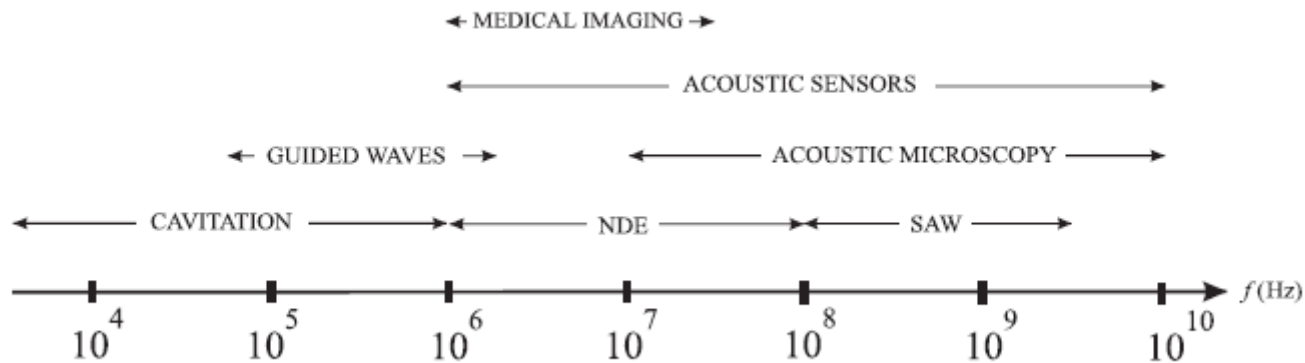 MEDICAL IMAGING
ACOUSTIC SENSORS
GUIDED WAVES ACOUSTIC MICROSCOPY
CAVITATION NDE SAW
f (Hz)
10^4 10^5 10^6 10^7 10^8 10^9 10^10